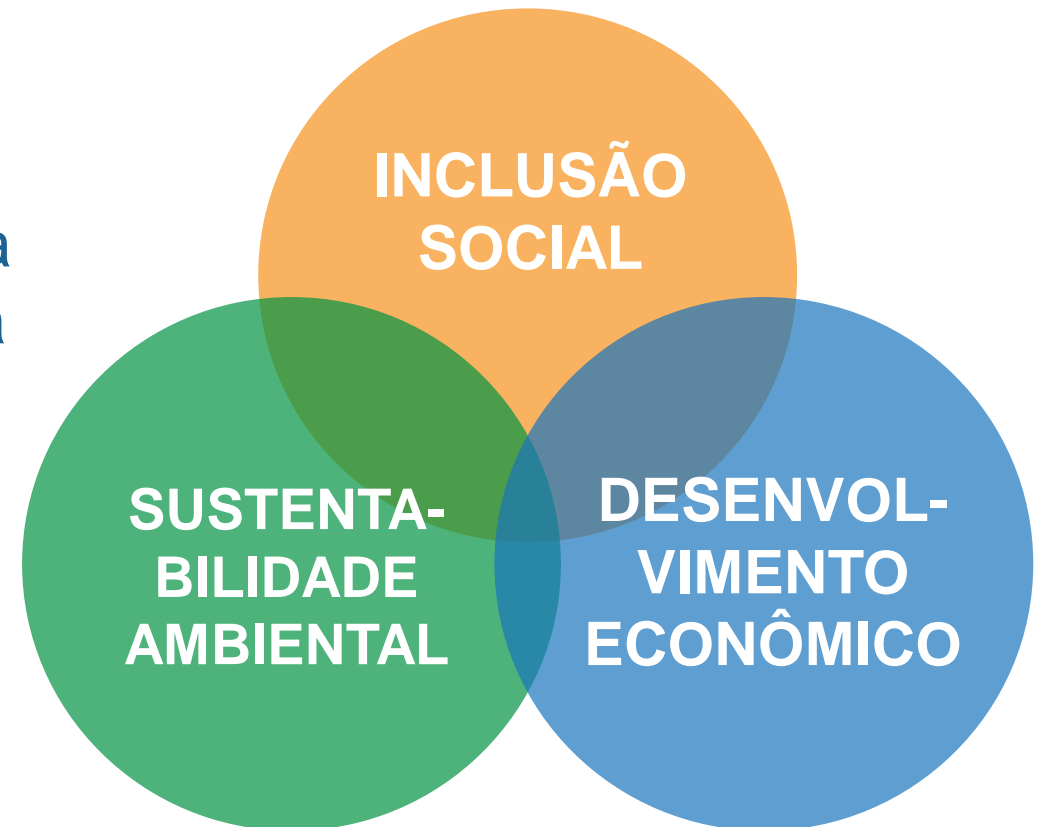 INCLUSÃO
SOCIAL
a
a
SUSTENTA-
BILIDADE
AMBIENTAL
DESENVOL-
VIMENTO
ECONÔMICO